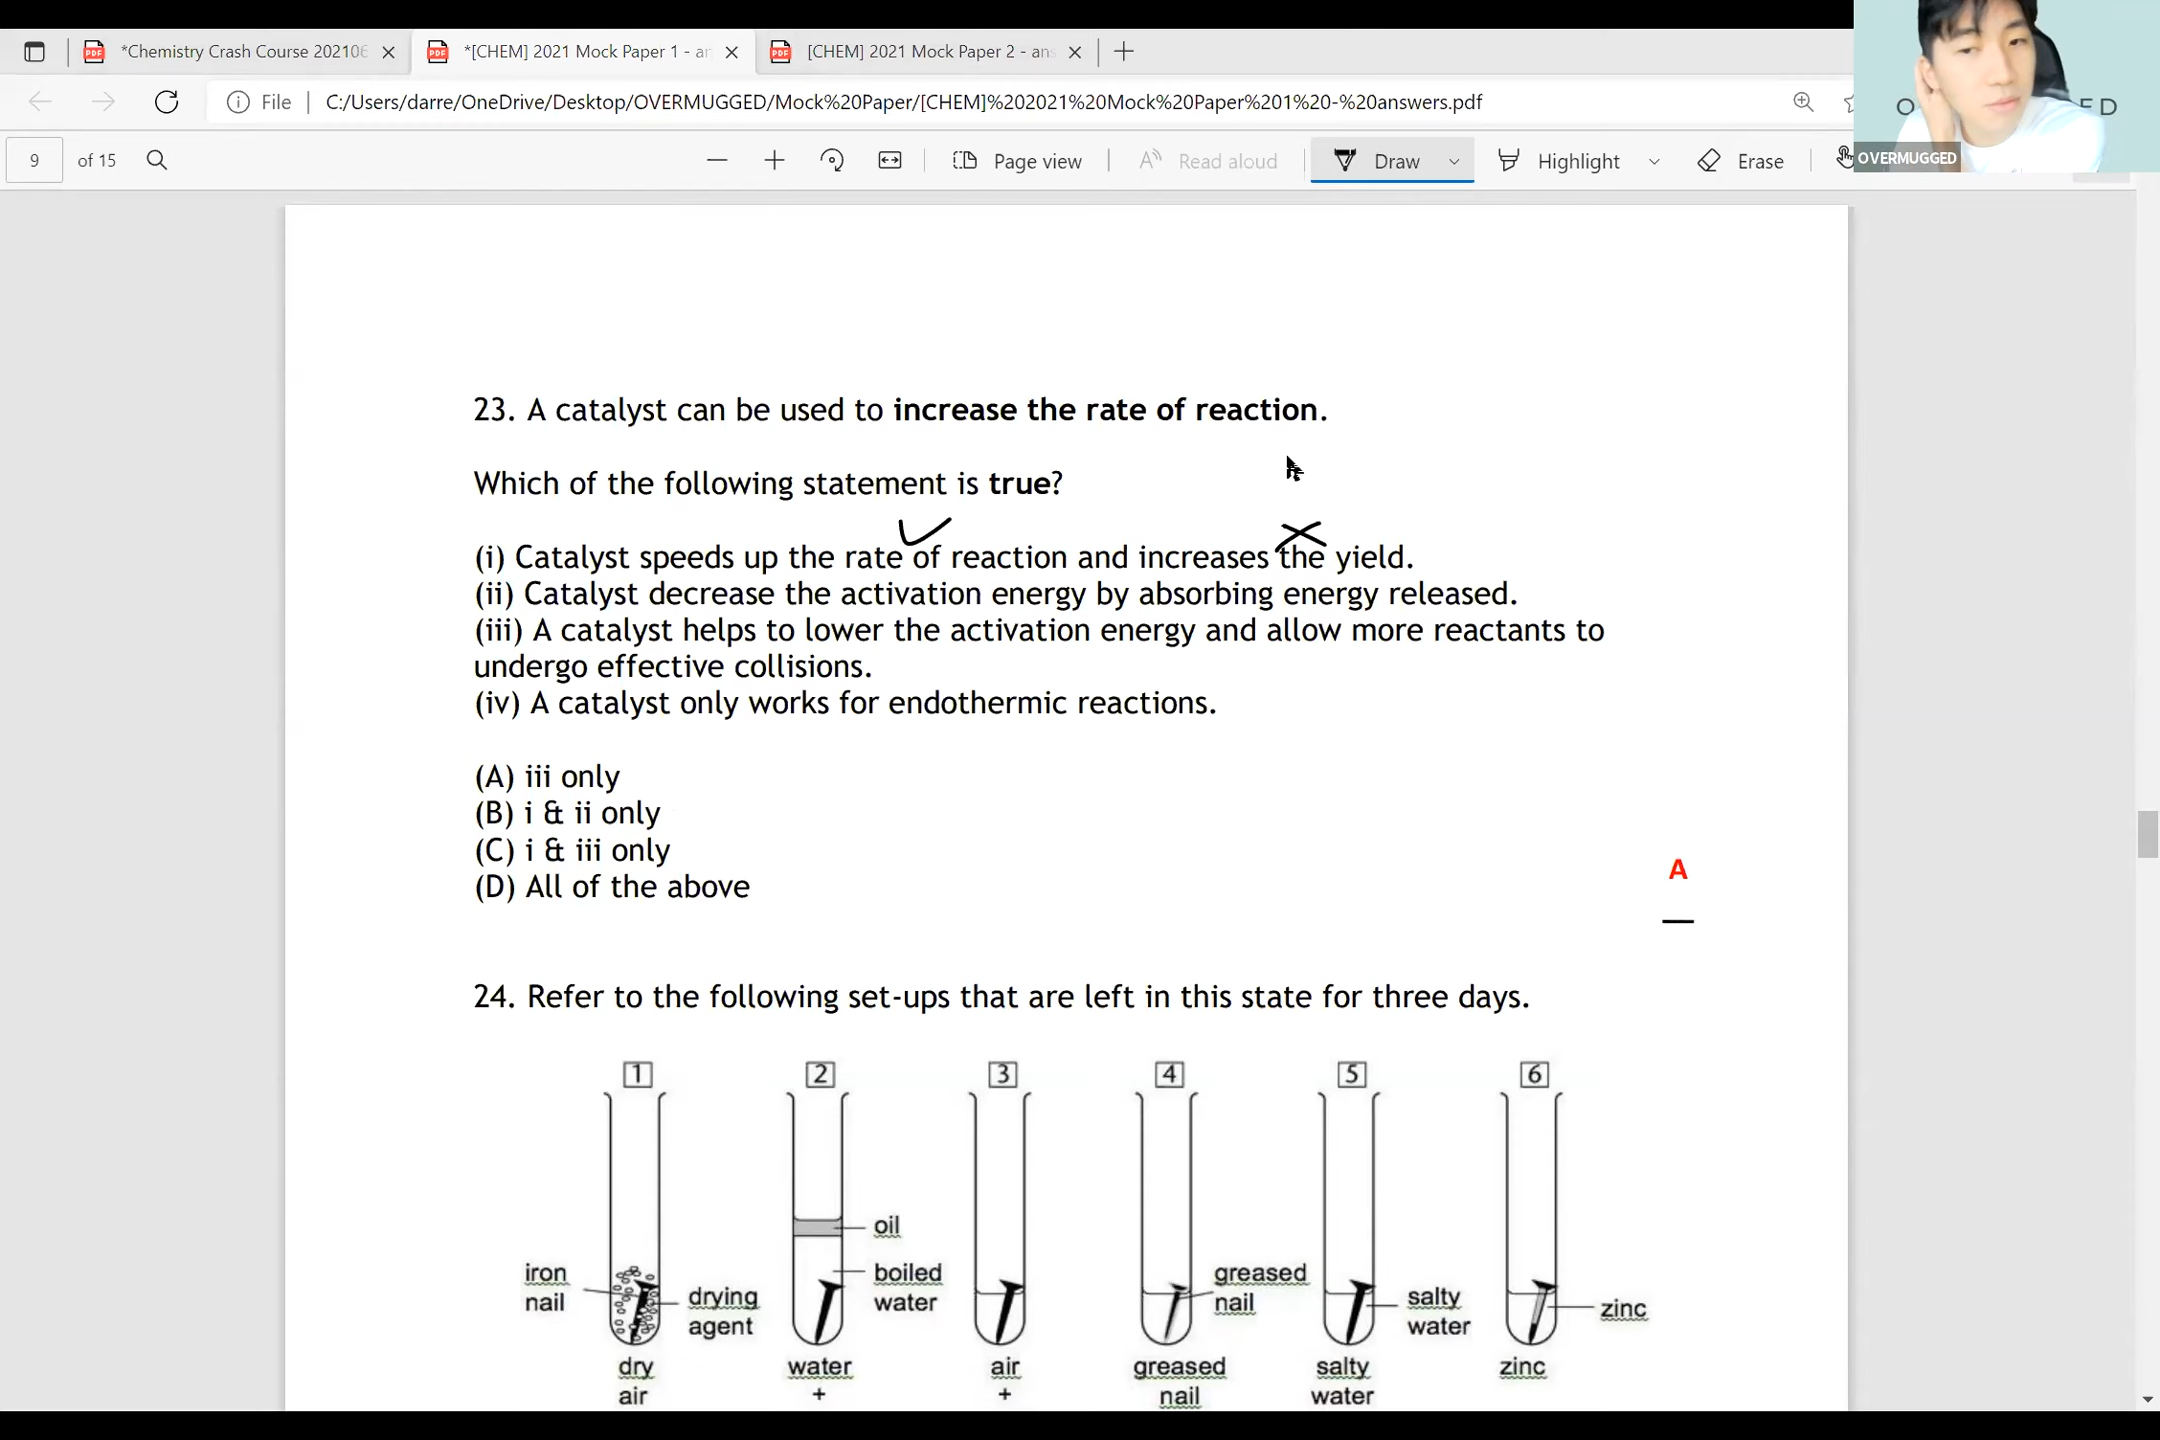 *Chemistry Crash Course 202106
*[CHEM] 2021 Mock Paper 1 - an
[CHEM] 2021 Mock Paper 2 - ans
File
C:/Users/darre/OneDrive/Desktop/OVERMUGGED/Mock%20Paper/[CHEM]%202021%20Mock%20Paper%201%20-%20answers.pdf
9 of 15
Page view
Read aloud
Draw
Highlight
Erase
OVERMUGGED
23. A catalyst can be used to increase the rate of reaction.
Which of the following statement is true?
(i) Catalyst speeds up the rate of reaction and increases the yield.
(ii) Catalyst decrease the activation energy by absorbing energy released.
(iii) A catalyst helps to lower the activation energy and allow more reactants to
undergo effective collisions.
(iv) A catalyst only works for endothermic reactions.
(A) iii only
(B) i & ii only
(C) i & iii only
(D) All of the above
A
24. Refer to the following set-ups that are left in this state for three days.
1 2 3 4 5 6
oil
iron
nail
drying
agent
boiled
water
greased
nail
salty
water
zinc
dry
air
water
+
air
+
greased
nail
salty
water
zinc